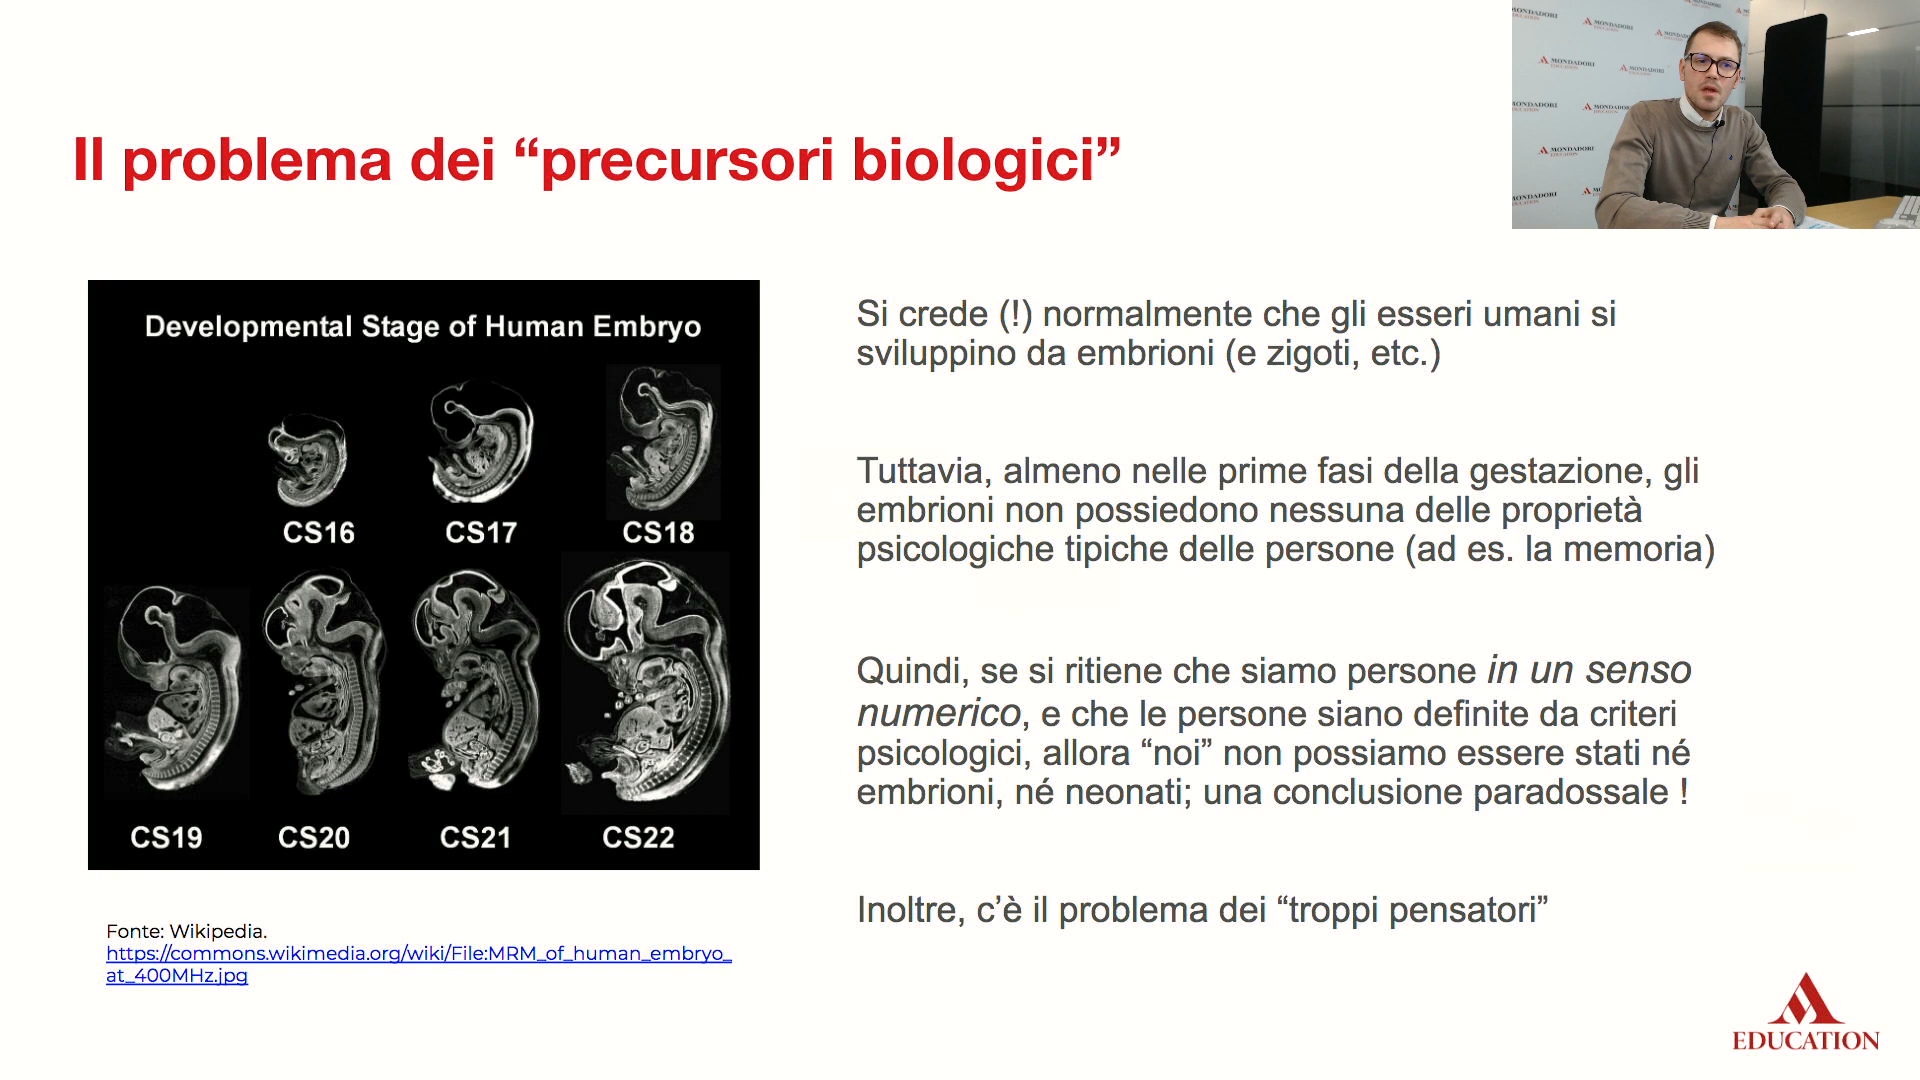 Il problema dei “precursori biologici”
MONDADORI
EDUCATION
Developmental Stage of Human Embryo
CS16 CS17 CS18
CS19 CS20 CS21 CS22
Fonte: Wikipedia.
https://commons.wikimedia.org/wiki/File:MRM_of_human_embryo_
at_400MHz.jpg
Si crede (!) normalmente che gli esseri umani si
sviluppino da embrioni (e zigoti, etc.)
Tuttavia, almeno nelle prime fasi della gestazione, gli
embrioni non possiedono nessuna delle proprietà
psicologiche tipiche delle persone (ad es. la memoria)
Quindi, se si ritiene che siamo persone in un senso
numerico, e che le persone siano definite da criteri
psicologici, allora “noi” non possiamo essere stati né
embrioni, né neonati; una conclusione paradossale !
Inoltre, c’è il problema dei “troppi pensatori”
EDUCATION